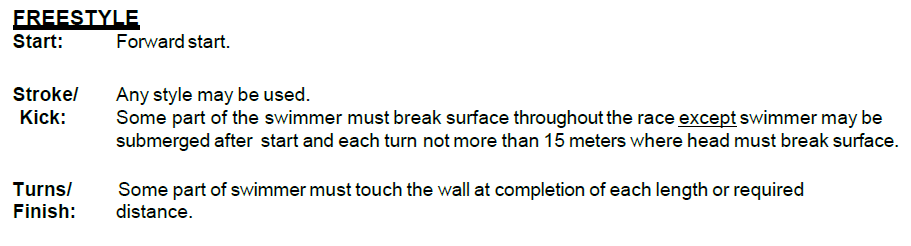 FREESTYLE
Start: Forward start.
Stroke/ Any style may be used.
Kick: Some part of the swimmer must break surface throughout the race except swimmer may be
submerged after start and each turn not more than 15 meters where head must break surface.
Turns/ Some part of swimmer must touch the wall at completion of each length or required
Finish: distance.